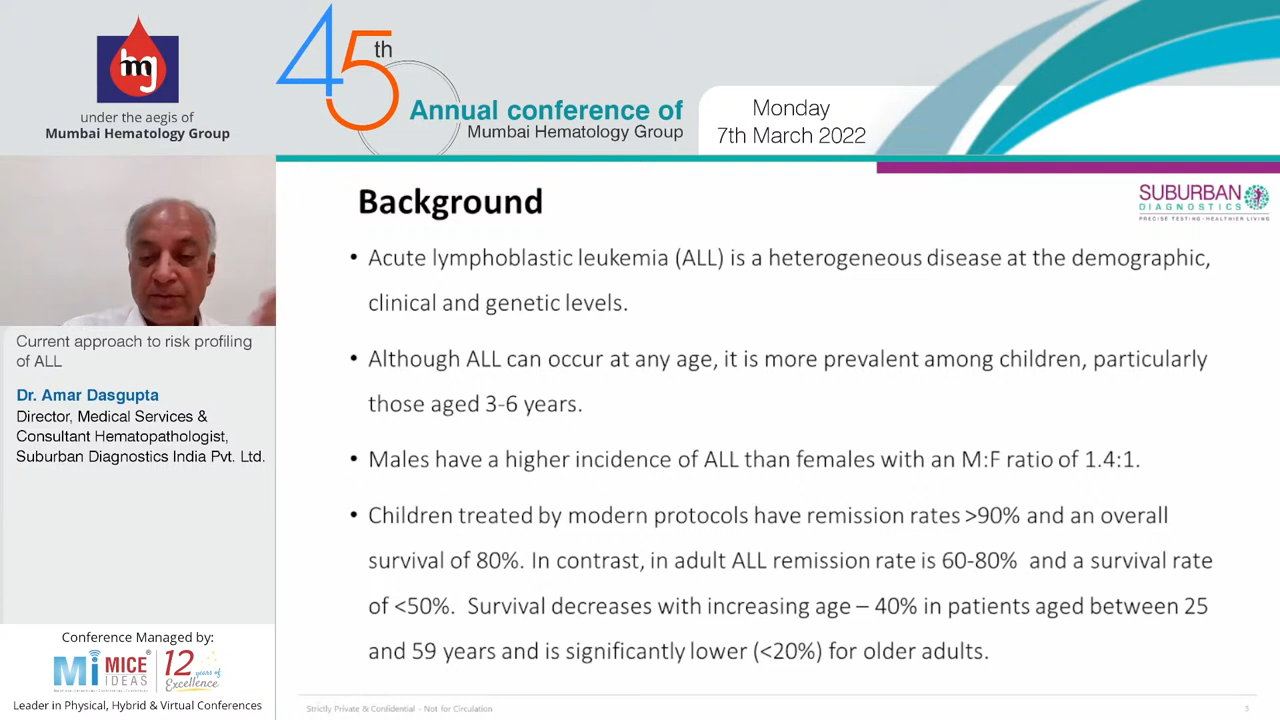 hmg
under the aegis of
Mumbai Hematology Group
45th
Annual conference of
Mumbai Hematology Group
Monday
7th March 2022
Current approach to risk profiling
of ALL
Dr. Amar Dasgupta
Director, Medical Services &
Consultant Hematopathologist,
Suburban Diagnostics India Pvt. Ltd.
Conference Managed by:
Mi MICE IDEAS
12 years of Excellence
Leader in Physical, Hybrid & Virtual Conferences
SUBURBAN
DIAGNOSTICS
PRECISE TESTING • HEALTHIER LIVING
Background
• Acute lymphoblastic leukemia (ALL) is a heterogeneous disease at the demographic,
clinical and genetic levels.
• Although ALL can occur at any age, it is more prevalent among children, particularly
those aged 3-6 years.
• Males have a higher incidence of ALL than females with an M:F ratio of 1.4:1.
• Children treated by modern protocols have remission rates >90% and an overall
survival of 80%. In contrast, in adult ALL remission rate is 60-80% and a survival rate
of <50%. Survival decreases with increasing age – 40% in patients aged between 25
and 59 years and is significantly lower (<20%) for older adults.
Strictly Private & Confidential – Not for Circulation
3